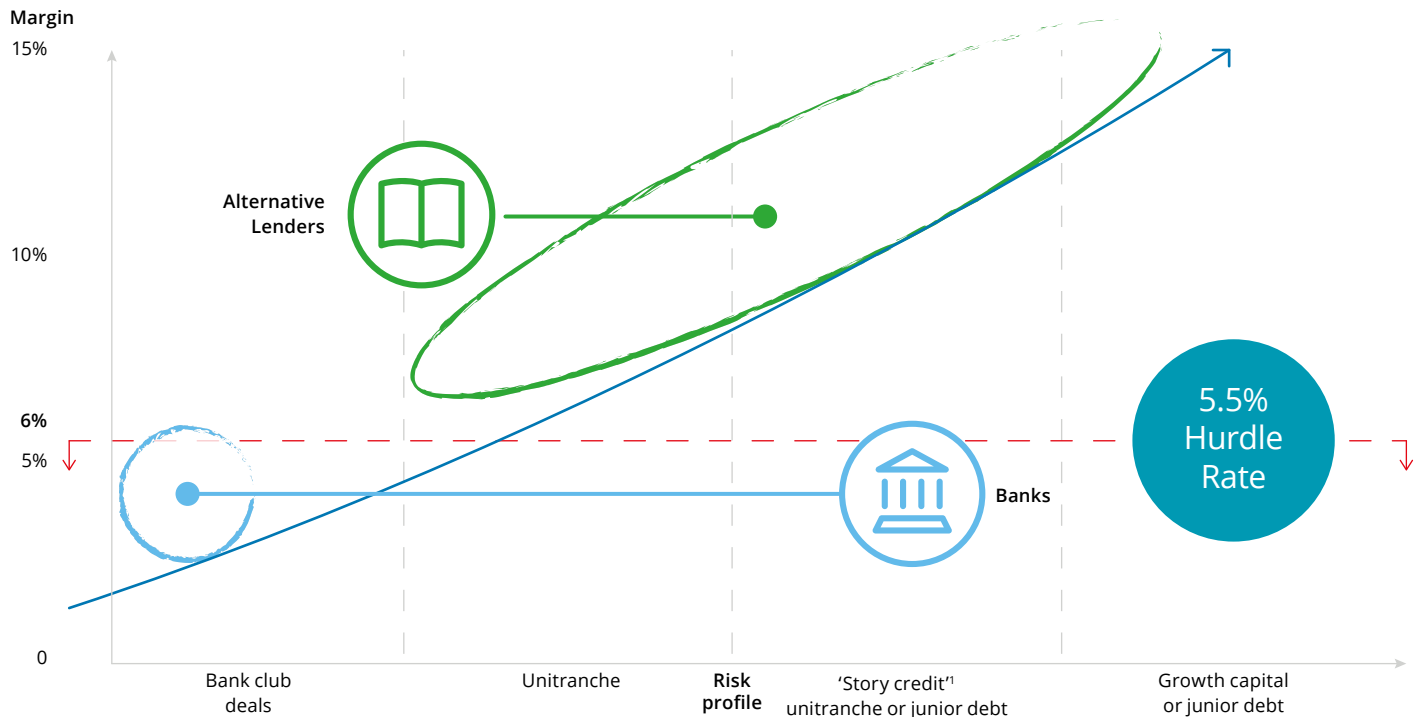 Margin
15%
Alternative
Lenders
10%
6%
5%
5.5%
Hurdle
Rate
Banks
0
Bank club
deals
Unitranche
Risk
profile
‘Story credit’¹
unitranche or junior debt
Growth capital
or junior debt